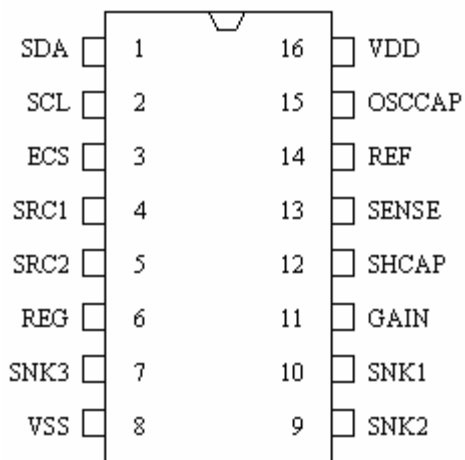 SDA 1 16 VDD
SCL 2 15 OSCCAP
ECS 3 14 REF
SRC1 4 13 SENSE
SRC2 5 12 SHCAP
REG 6 11 GAIN
SNK3 7 10 SNK1
VSS 8 9 SNK2